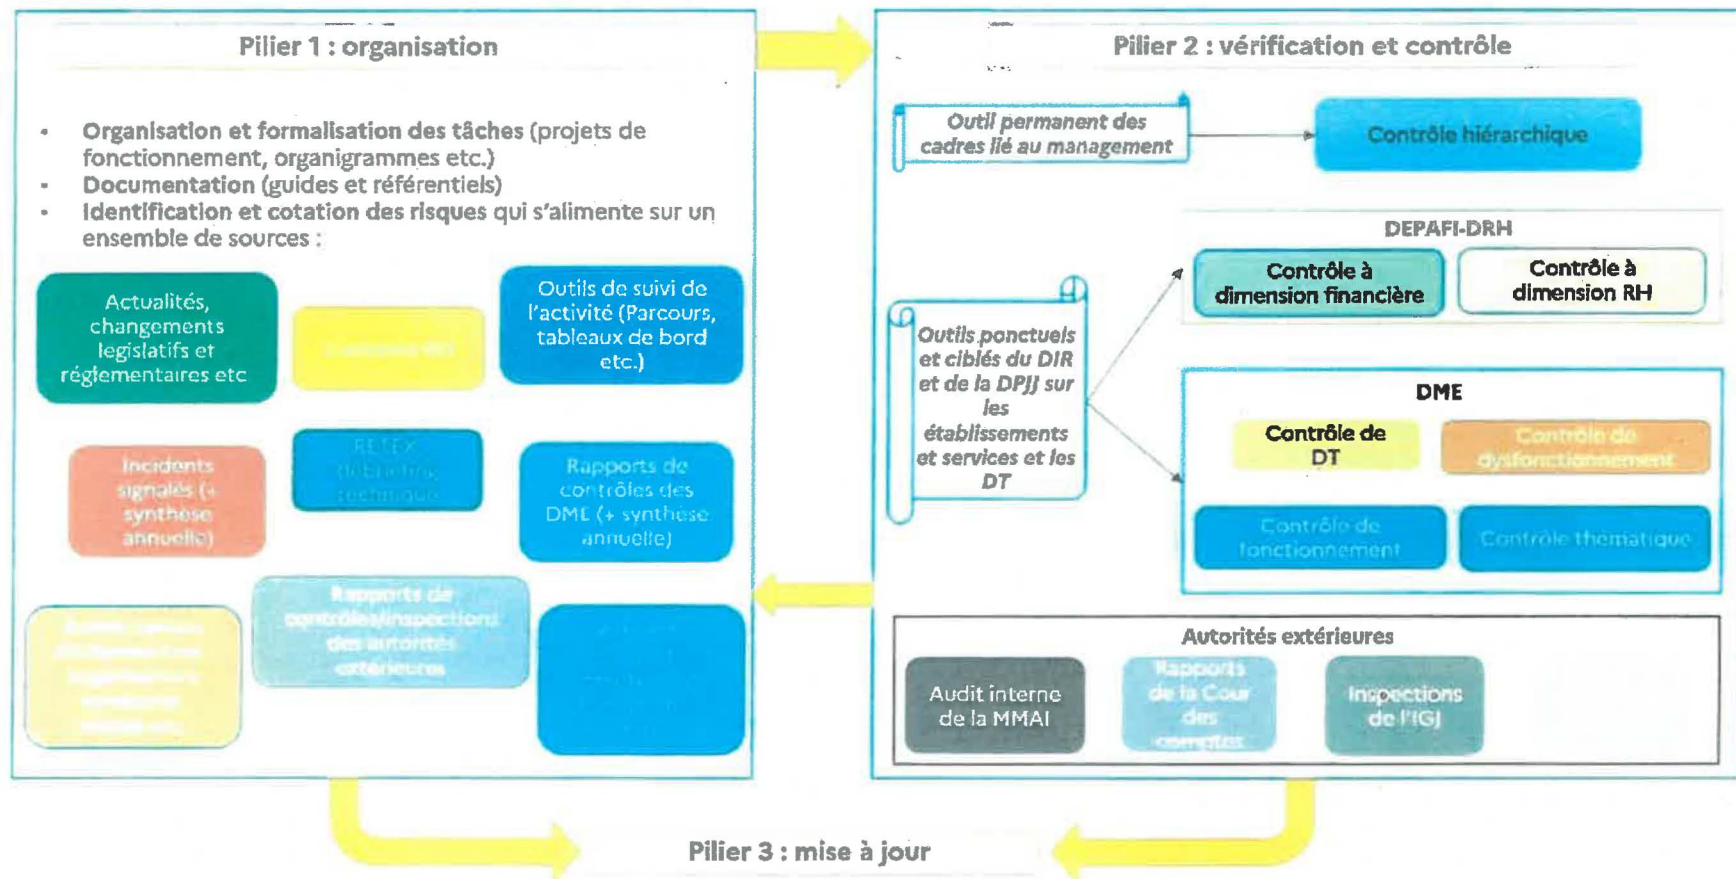 Pilier 1 : organisation
• Organisation et formalisation des tâches (projets de
fonctionnement, organigrammes etc.)
• Documentation (guides et référentiels)
• Identification et cotation des risques qui s'alimente sur un
ensemble de sources :
Actualités,
changements
legislatifs et
réglementaires etc
Outils de suivi de
l'activité (Parcours,
tableaux de bord
etc.)
Incidents
signalés (+
synthèse
annuelle)
RETEX
débriefing
technique
Rapports de
contrôles des
DME (+ synthèse
annuelle)
Rapports de
contrôles/inspections
des autorités
extérieures
Pilier 2 : vérification et contrôle
Outil permanent des
cadres lié au management
Contrôle hiérarchique
Outils ponctuels
et ciblés du DIR
et de la DPJJ sur
les
établissements
et services et les
DT
DEPAFI-DRH
Contrôle à
dimension financière
Contrôle à
dimension RH
DME
Contrôle de
DT
Contrôle de
dysfonctionnement
Contrôle de
fonctionnement
Contrôle thématique
Autorités extérieures
Audit interne
de la MMAI
Rapports
de la Cour
des
comptes
Inspections
de l'IGJ
Pilier 3 : mise à jour